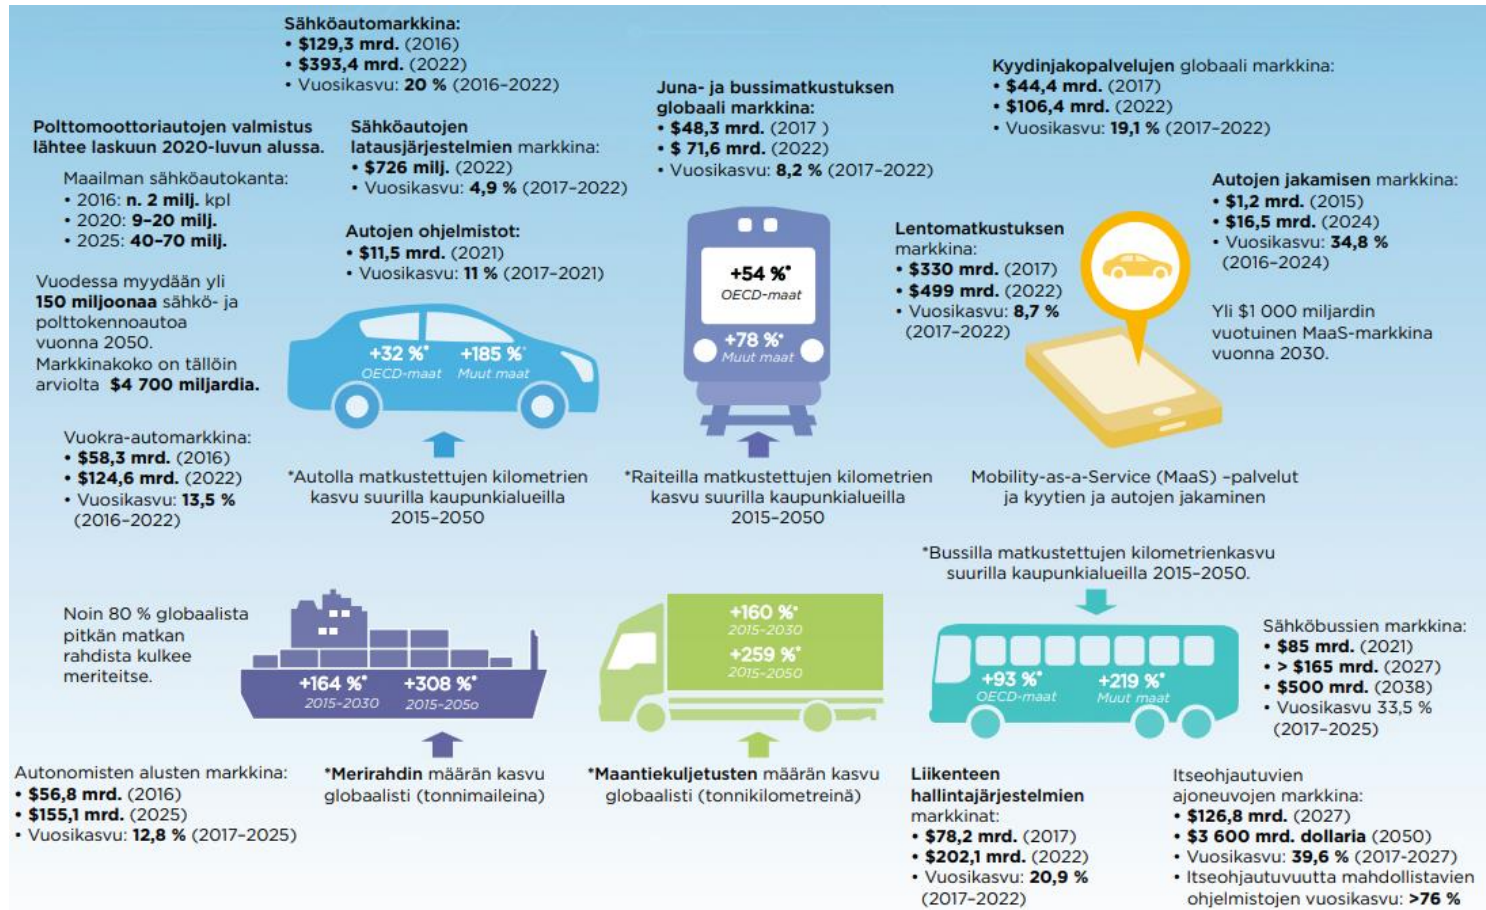 Sähköautomarkkina:
• $129,3 mrd. (2016)
• $393,4 mrd. (2022)
• Vuosikasvu: 20 % (2016–2022)
Polttomoottoriautojen valmistus
lähtee laskuun 2020-luvun alussa.
Maailman sähköautokanta:
• 2016: n. 2 milj. kpl
• 2020: 9–20 milj.
• 2025: 40–70 milj.
Vuodessa myydään yli
150 miljoonaa sähkö- ja
polttokennoautoa
vuonna 2050.
Markkinakoko on tällöin
arviolta $4 700 miljardia.
Sähköautojen
latausjärjestelmien markkina:
• $726 milj. (2022)
• Vuosikasvu: 4,9 % (2017–2022)
Autojen ohjelmistot:
• $11,5 mrd. (2021)
• Vuosikasvu: 11 % (2017–2021)
+32 %* +185 %*
OECD-maat Muut maat
Vuokra-automarkkina:
• $58,3 mrd. (2016)
• $124,6 mrd. (2022)
• Vuosikasvu: 13,5 %
(2016–2022)
*Autolla matkustettujen kilometrien
kasvu suurilla kaupunkialueilla
2015–2050
Juna- ja bussimatkustuksen
globaali markkina:
• $48,3 mrd. (2017 )
• $ 71,6 mrd. (2022)
• Vuosikasvu: 8,2 % (2017–2022)
+54 %*
OECD-maat
+78 %*
Muut maat
*Raiteilla matkustettujen kilometrien
kasvu suurilla kaupunkialueilla
2015–2050
Kyydinjakopalvelujen globaali markkina:
• $44,4 mrd. (2017)
• $106,4 mrd. (2022)
• Vuosikasvu: 19,1 % (2017–2022)
Lentomatkustuksen
markkina:
• $330 mrd. (2017)
• $499 mrd. (2022)
• Vuosikasvu: 8,7 %
(2017–2022)
Autojen jakamisen markkina:
• $1,2 mrd. (2015)
• $16,5 mrd. (2024)
• Vuosikasvu: 34,8 %
(2016–2024)
Yli $1 000 miljardin
vuotuinen MaaS-markkina
vuonna 2030.
Mobility-as-a-Service (MaaS) –palvelut
ja kyytien ja autojen jakaminen
Noin 80 % globaalista
pitkän matkan
rahdista kulkee
meriteitse.
+164 %* +308 %*
2015–2030 2015–205o
Autonomisten alusten markkina:
• $56,8 mrd. (2016)
• $155,1 mrd. (2025)
• Vuosikasvu: 12,8 % (2017–2025)
*Merirahdin määrän kasvu
globaalisti (tonnimaileina)
+160 %*
2015–2030
+259 %*
2015–2050
*Maantiekuljetusten määrän kasvu
globaalisti (tonnikilometreinä)
*Bussilla matkustettujen kilometrienkasvu
suurilla kaupunkialueilla 2015–2050.
+93 %* +219 %*
OECD-maat Muut maat
Sähköbussien markkina:
• $85 mrd. (2021)
• > $165 mrd. (2027)
• $500 mrd. (2038)
• Vuosikasvu 33,5 %
(2017–2025)
Liikenteen
hallintajärjestelmien
markkinat:
• $78,2 mrd. (2017)
• $202,1 mrd. (2022)
• Vuosikasvu: 20,9 %
(2017–2022)
Itseohjautuvien
ajoneuvojen markkina:
• $126,8 mrd. (2027)
• $3 600 mrd. dollaria (2050)
• Vuosikasvu: 39,6 % (2017-2027)
• Itseohjautuvuutta mahdollistavien
ohjelmistojen vuosikasvu: >76 %